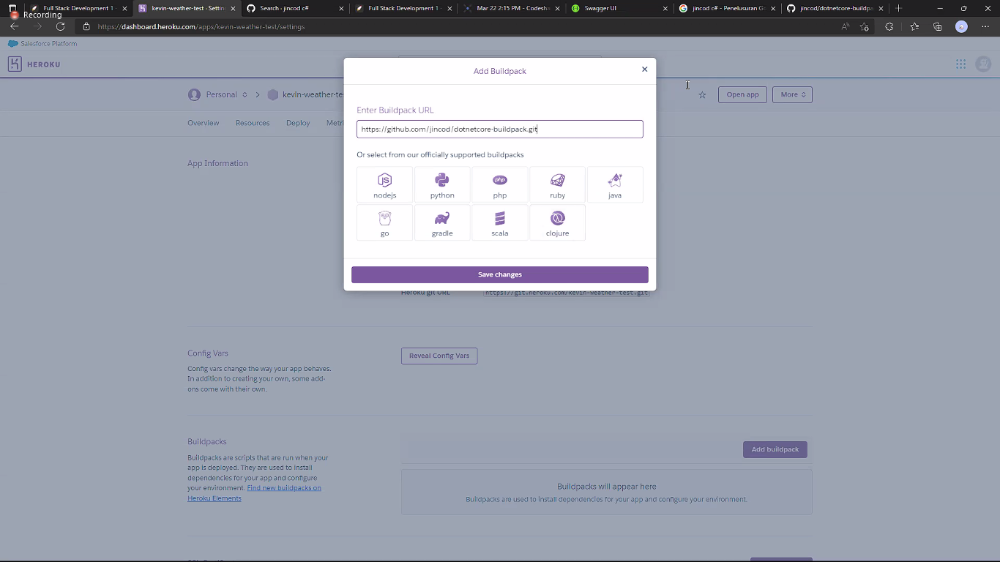 Full Stack Development 1 -
kevin-weather-test · Settin
Search · jincod c#
Full Stack Development 1 -
Mar 22 2:15 PM - Codesha
Swagger UI
jincod c# - Penelusuran Go
jincod/dotnetcore-buildpa
Recording
https://dashboard.heroku.com/apps/kevin-weather-test/settings
Salesforce Platform
HEROKU
Personal
kevin-weather-te
Open app
More
Overview
Resources
Deploy
Metri
Add Buildpack
Enter Buildpack URL
https://github.com/jincod/dotnetcore-buildpack.git
Or select from our officially supported buildpacks
nodejs
python
php
ruby
java
go
gradle
scala
clojure
Save changes
App Information
Heroku git URL
https://git.heroku.com/kevin-weather-test.git
Config Vars
Config vars change the way your app behaves.
In addition to creating your own, some add-
ons come with their own.
Reveal Config Vars
Buildpacks
Buildpacks are scripts that are run when your
app is deployed. They are used to install
dependencies for your app and configure
your environment. Find new buildpacks on
Heroku Elements
Add buildpack
Buildpacks will appear here
Buildpacks are used to install dependencies for your app and configure your environment.